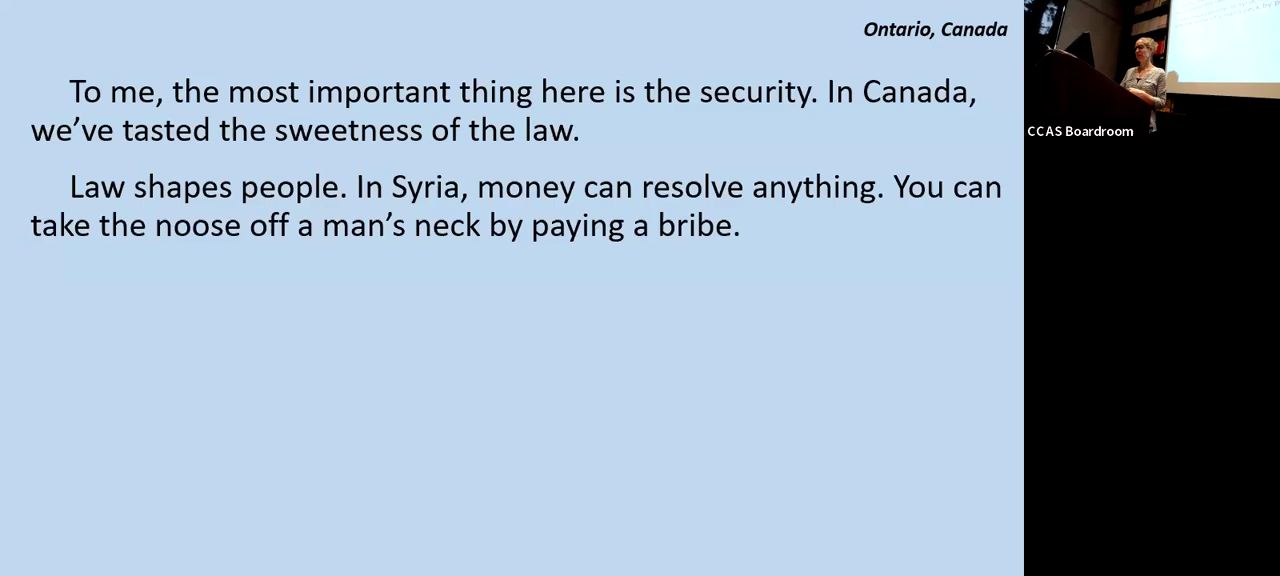 Ontario, Canada
To me, the most important thing here is the security. In Canada,
we’ve tasted the sweetness of the law.
Law shapes people. In Syria, money can resolve anything. You can
take the noose off a man’s neck by paying a bribe.
CCAS Boardroom